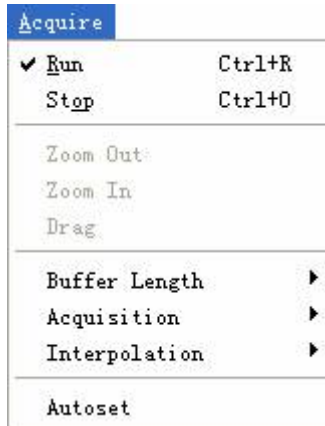 Acquire
Run Ctrl+R
Stop Ctrl+O
Zoom Out
Zoom In
Drag
Buffer Length
Acquisition
Interpolation
Autoset